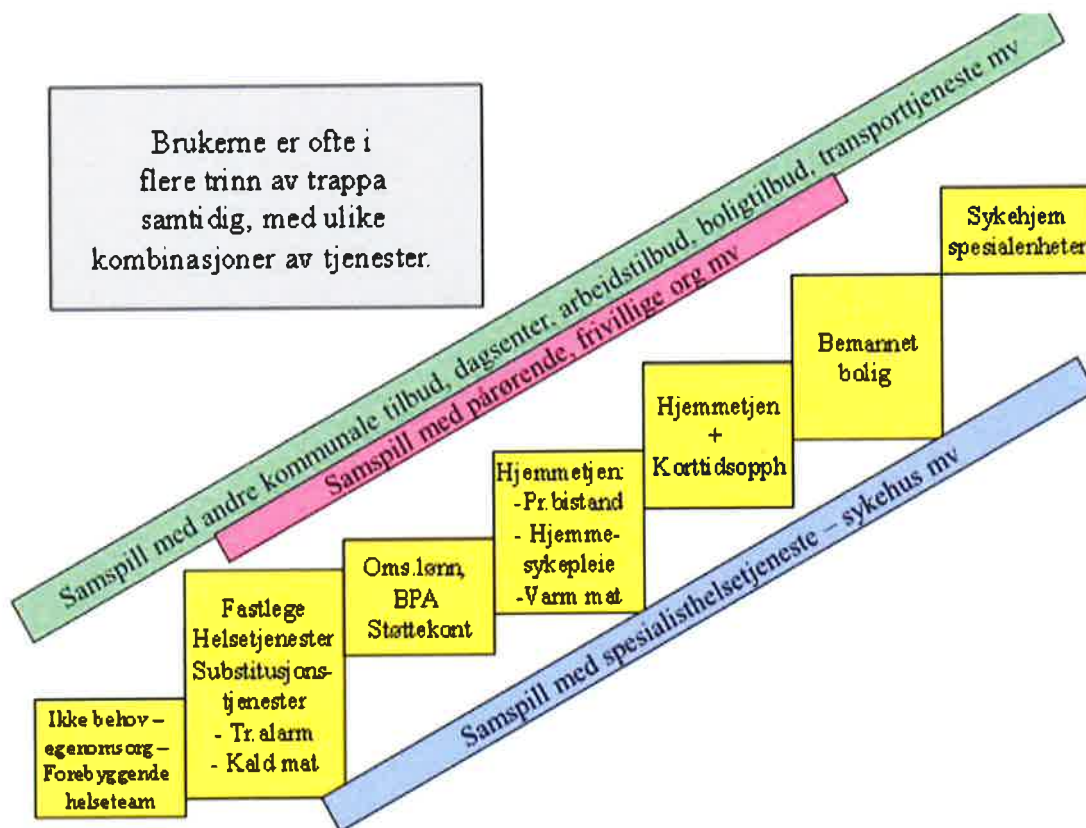 Brukerne er ofte i
flere trinn av trappa
samtidig, med ulike
kombinasjoner av tjenester.
Samspill med andre kommunale tilbud, dagsenter, arbeidstilbud, boligtilbud, transporttjeneste mv
Samspill med pårørende, frivillige org mv
Ikke behov –
egenomsorg –
Forebyggende
helseteam
Fastlege
Helsetjenester
Substitusjons-
tjenester
- Tr. alarm
- Kald mat
Oms.lønn,
BPA
Støttekont
Hjemmetjen:
- Pr. bistand
- Hjemme-
sykepleie
- Varm mat
Hjemmetjen
+
Korttidsopph
Bemannet
bolig
Sykehjem
spesialenheter
Samspill med spesialisthelsetjeneste – sykehus mv